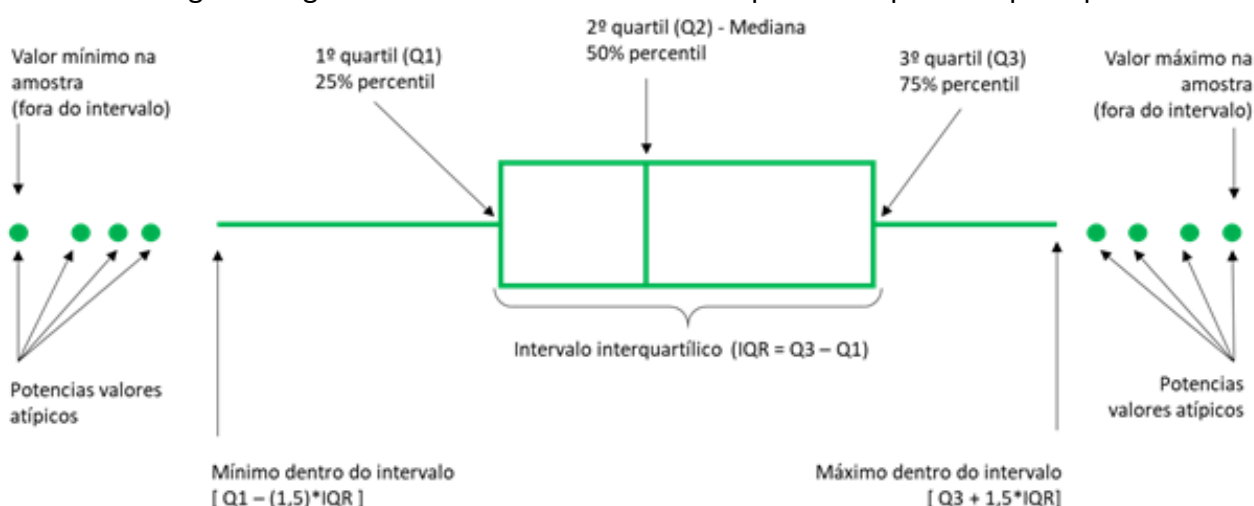 2º quartil (Q2) - Mediana
50% percentil
Valor mínimo na
amostra
(fora do intervalo)
1º quartil (Q1)
25% percentil
3º quartil (Q3)
75% percentil
Valor máximo na
amostra
(fora do intervalo)
Intervalo interquartílico (IQR = Q3 – Q1)
Potencias valores
atípicos
Potencias
valores atípicos
Mínimo dentro do intervalo
[ Q1 – (1,5)*IQR ]
Máximo dentro do intervalo
[ Q3 + 1,5*IQR]